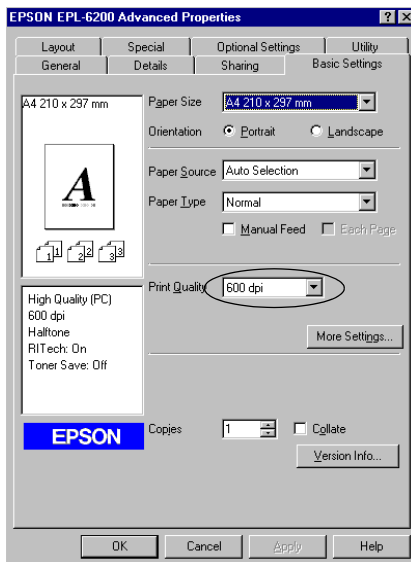 EPSON EPL-6200 Advanced Properties
Layout Special Optional Settings Utility
General Details Sharing Basic Settings
A4 210 x 297 mm
Paper Size A4 210 x 297 mm
Orientation Portrait Landscape
A
Paper Source Auto Selection
Paper Type Normal
Manual Feed Each Page
1 1 2 2 3 3
Print Quality 600 dpi
High Quality (PC)
600 dpi
Halftone
RITech: On
Toner Save: Off
More Settings...
EPSON
Copies 1 Collate
Version Info...
OK Cancel Apply Help